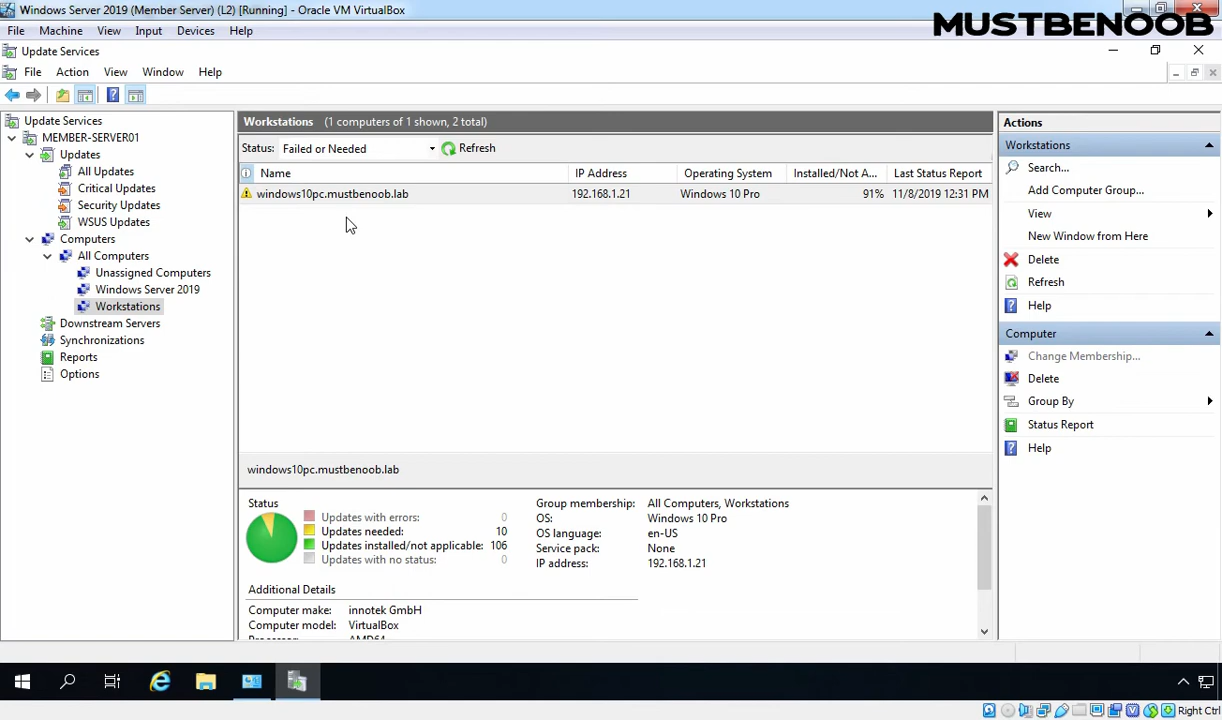 Windows Server 2019 (Member Server) (L2) [Running] - Oracle VM VirtualBox
MUSTBENOOB
File Machine View Input Devices Help
Update Services
File Action View Window Help
Update Services
MEMBER-SERVER01
Updates
All Updates
Critical Updates
Security Updates
WSUS Updates
Computers
All Computers
Unassigned Computers
Windows Server 2019
Workstations
Downstream Servers
Synchronizations
Reports
Options
Workstations (1 computers of 1 shown, 2 total)
Status: Failed or Needed Refresh
Name IP Address Operating System Installed/Not A... Last Status Report
windows10pc.mustbenoob.lab 192.168.1.21 Windows 10 Pro 91% 11/8/2019 12:31 PM
windows10pc.mustbenoob.lab
Status
Updates with errors: 0
Updates needed: 10
Updates installed/not applicable: 106
Updates with no status: 0
Group membership: All Computers, Workstations
OS: Windows 10 Pro
OS language: en-US
Service pack: None
IP address: 192.168.1.21
Additional Details
Computer make: innotek GmbH
Computer model: VirtualBox
Processor: AMD64
Actions
Workstations
Search...
Add Computer Group...
View
New Window from Here
Delete
Refresh
Help
Computer
Change Membership...
Delete
Group By
Status Report
Help
Right Ctrl